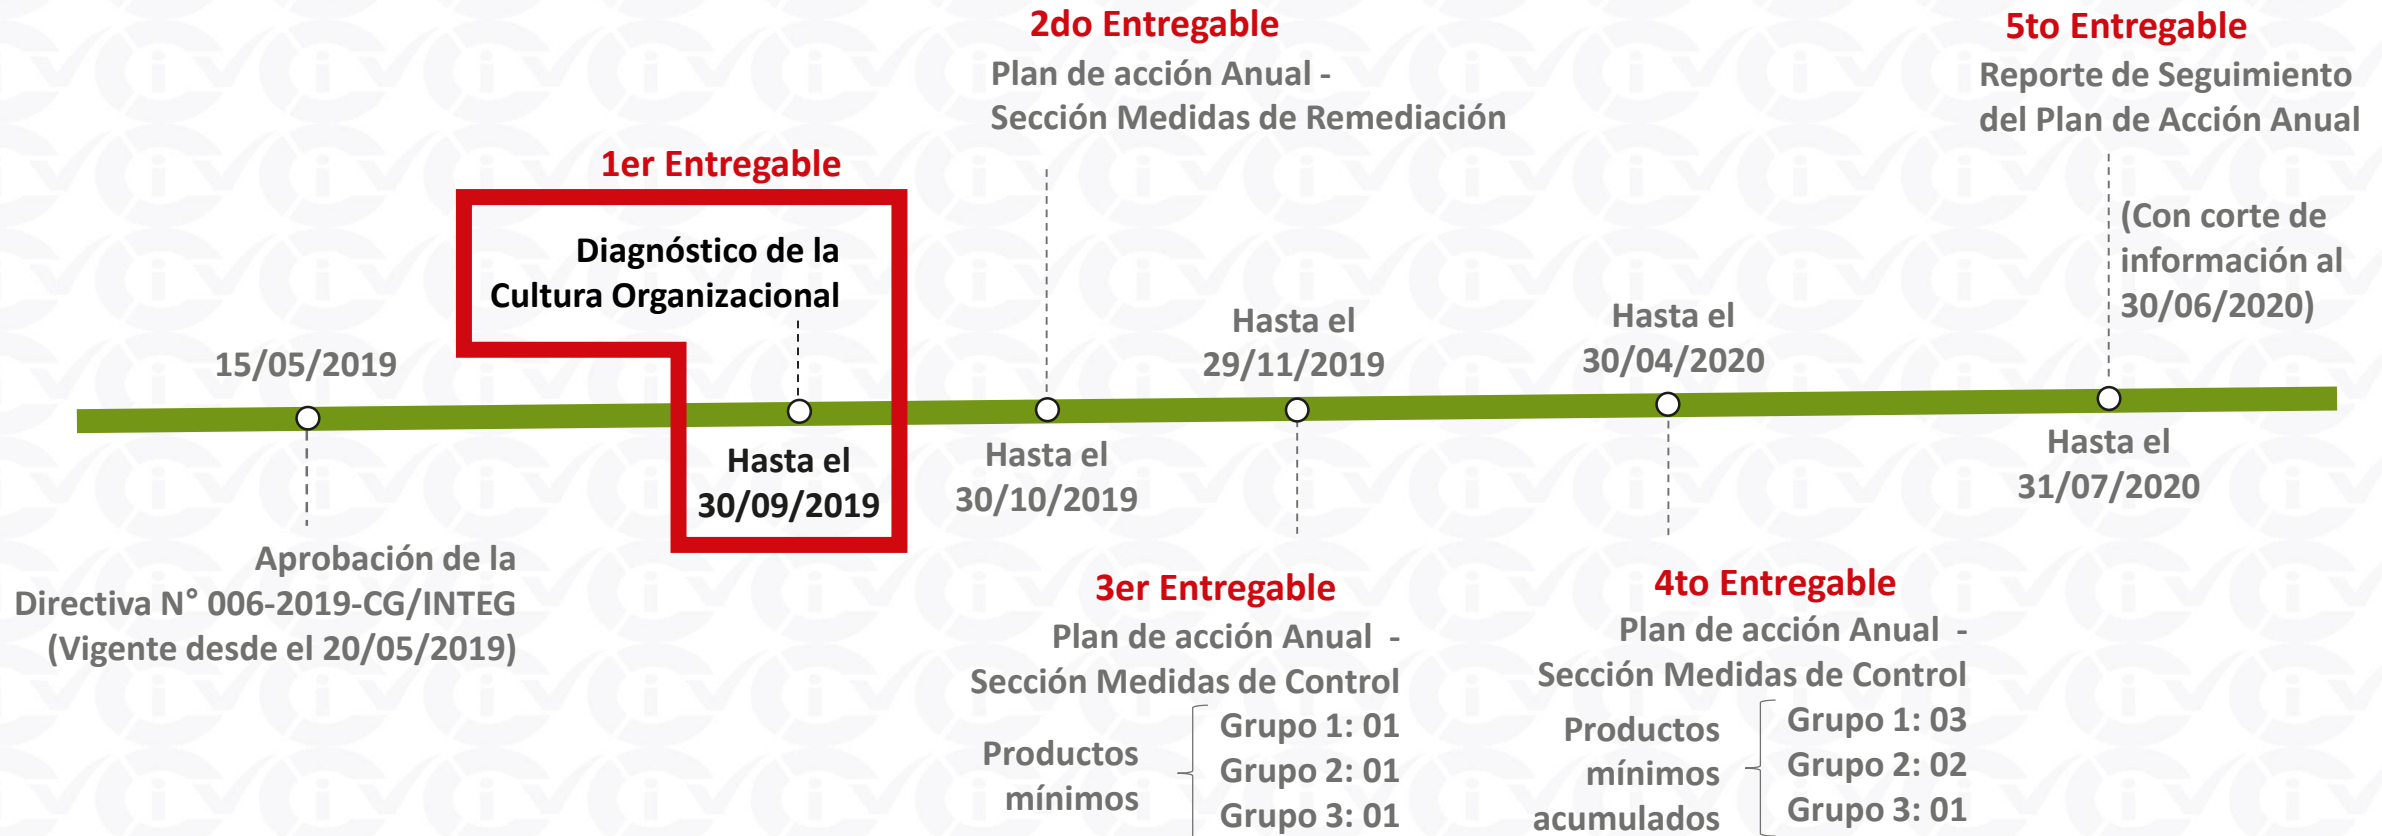 15/05/2019
Aprobación de la
Directiva N° 006-2019-CG/INTEG
(Vigente desde el 20/05/2019)
1er Entregable
Diagnóstico de la
Cultura Organizacional
Hasta el
30/09/2019
2do Entregable
Plan de acción Anual -
Sección Medidas de Remediación
Hasta el
30/10/2019
Hasta el
29/11/2019
3er Entregable
Plan de acción Anual -
Sección Medidas de Control
Productos
mínimos
Grupo 1: 01
Grupo 2: 01
Grupo 3: 01
Hasta el
30/04/2020
4to Entregable
Plan de acción Anual -
Sección Medidas de Control
Productos
mínimos
acumulados
Grupo 1: 03
Grupo 2: 02
Grupo 3: 01
5to Entregable
Reporte de Seguimiento
del Plan de Acción Anual
(Con corte de
información al
30/06/2020)
Hasta el
31/07/2020